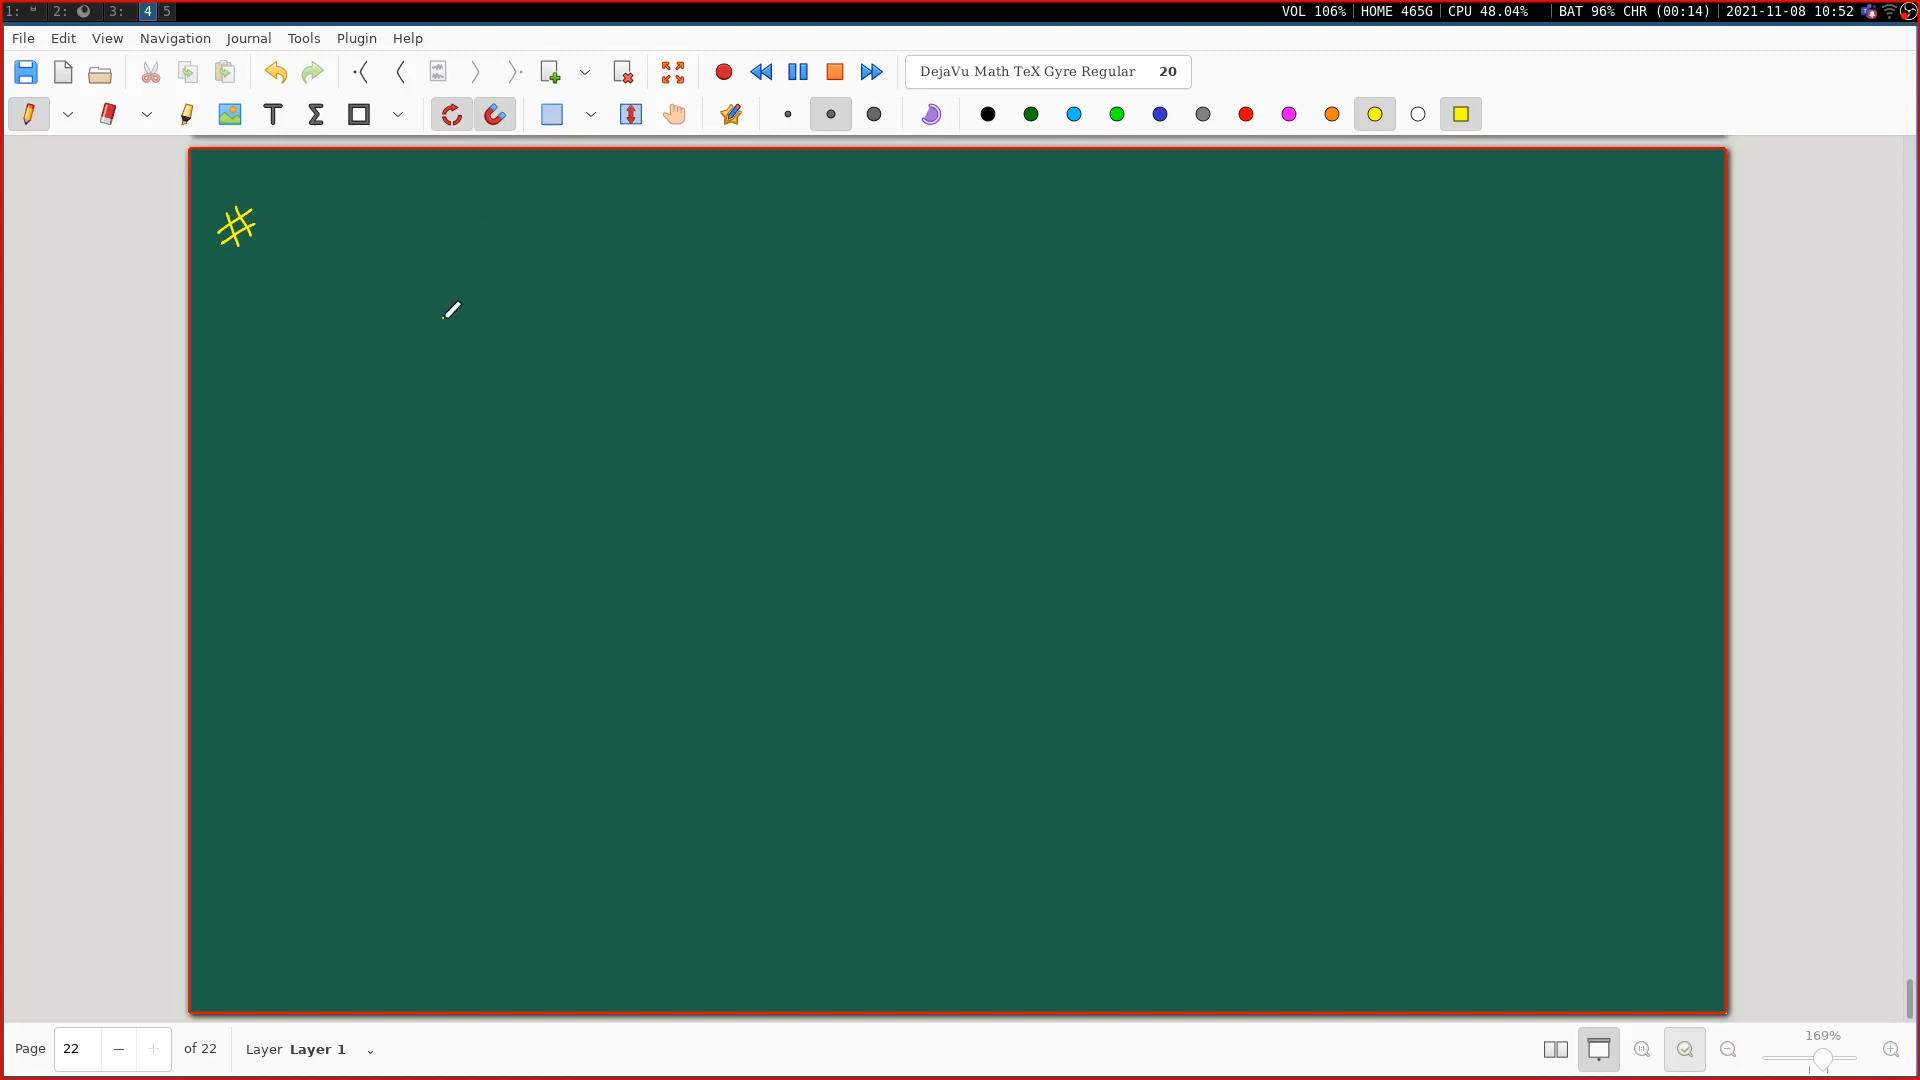 1: 2: 3: 4 5 VOL 106% HOME 465G CPU 48.04% BAT 96% CHR (00:14) 2021-11-08 10:52
File Edit View Navigation Journal Tools Plugin Help
DejaVu Math TeX Gyre Regular 20
#
169%
Page 22 of 22 Layer Layer 1